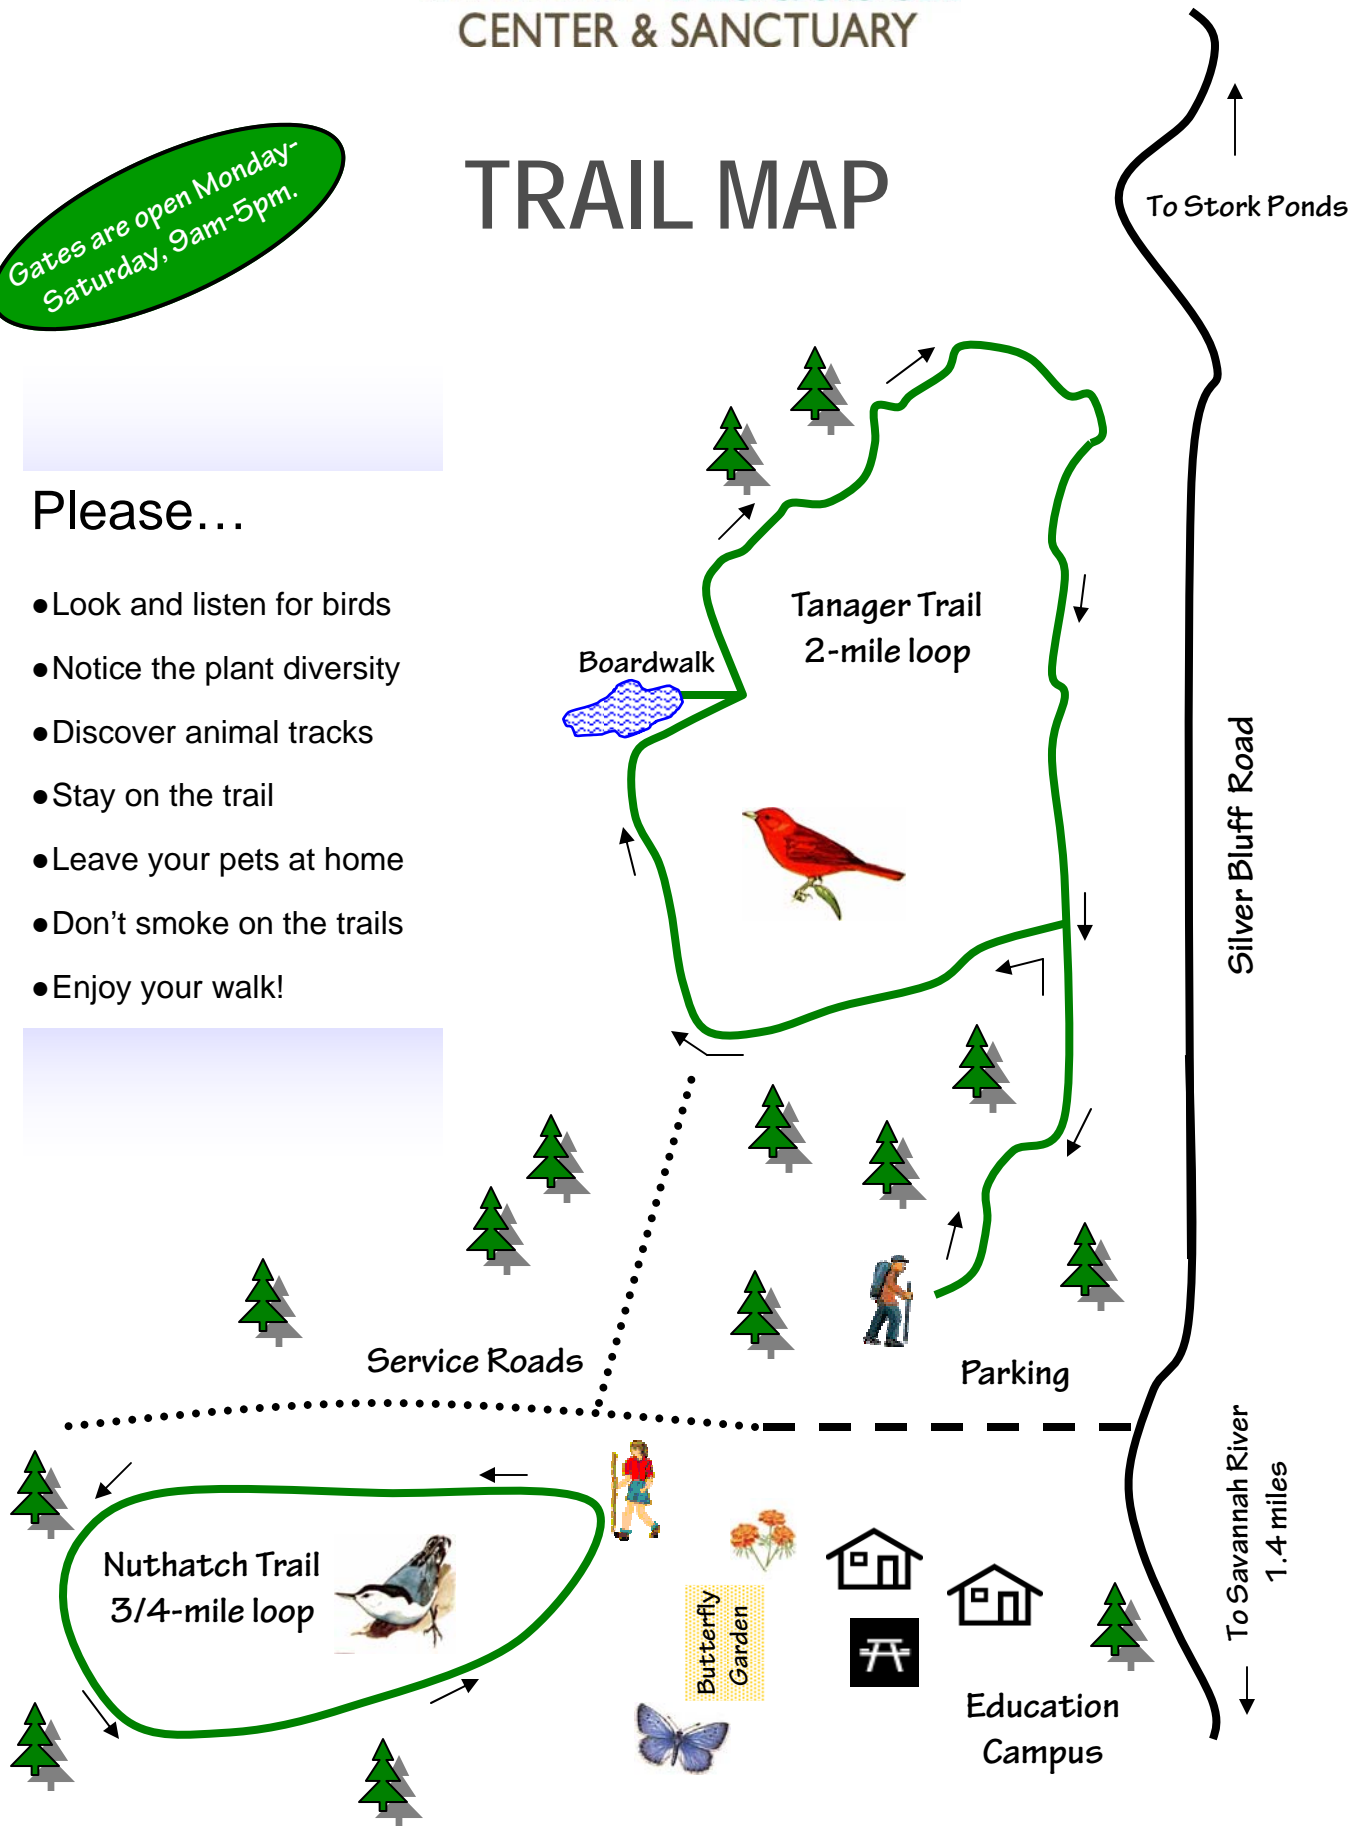 CENTER & SANCTUARY
TRAIL MAP
Gates are open Monday-
Saturday, 9am-5pm.
To Stork Ponds
Please…
●Look and listen for birds
●Notice the plant diversity
●Discover animal tracks
●Stay on the trail
●Leave your pets at home
●Don't smoke on the trails
●Enjoy your walk!
Tanager Trail
2-mile loop
Boardwalk
Silver Bluff Road
Service Roads
Parking
To Savannah River
1.4 miles
Nuthatch Trail
3/4-mile loop
Butterfly
Garden
Education
Campus